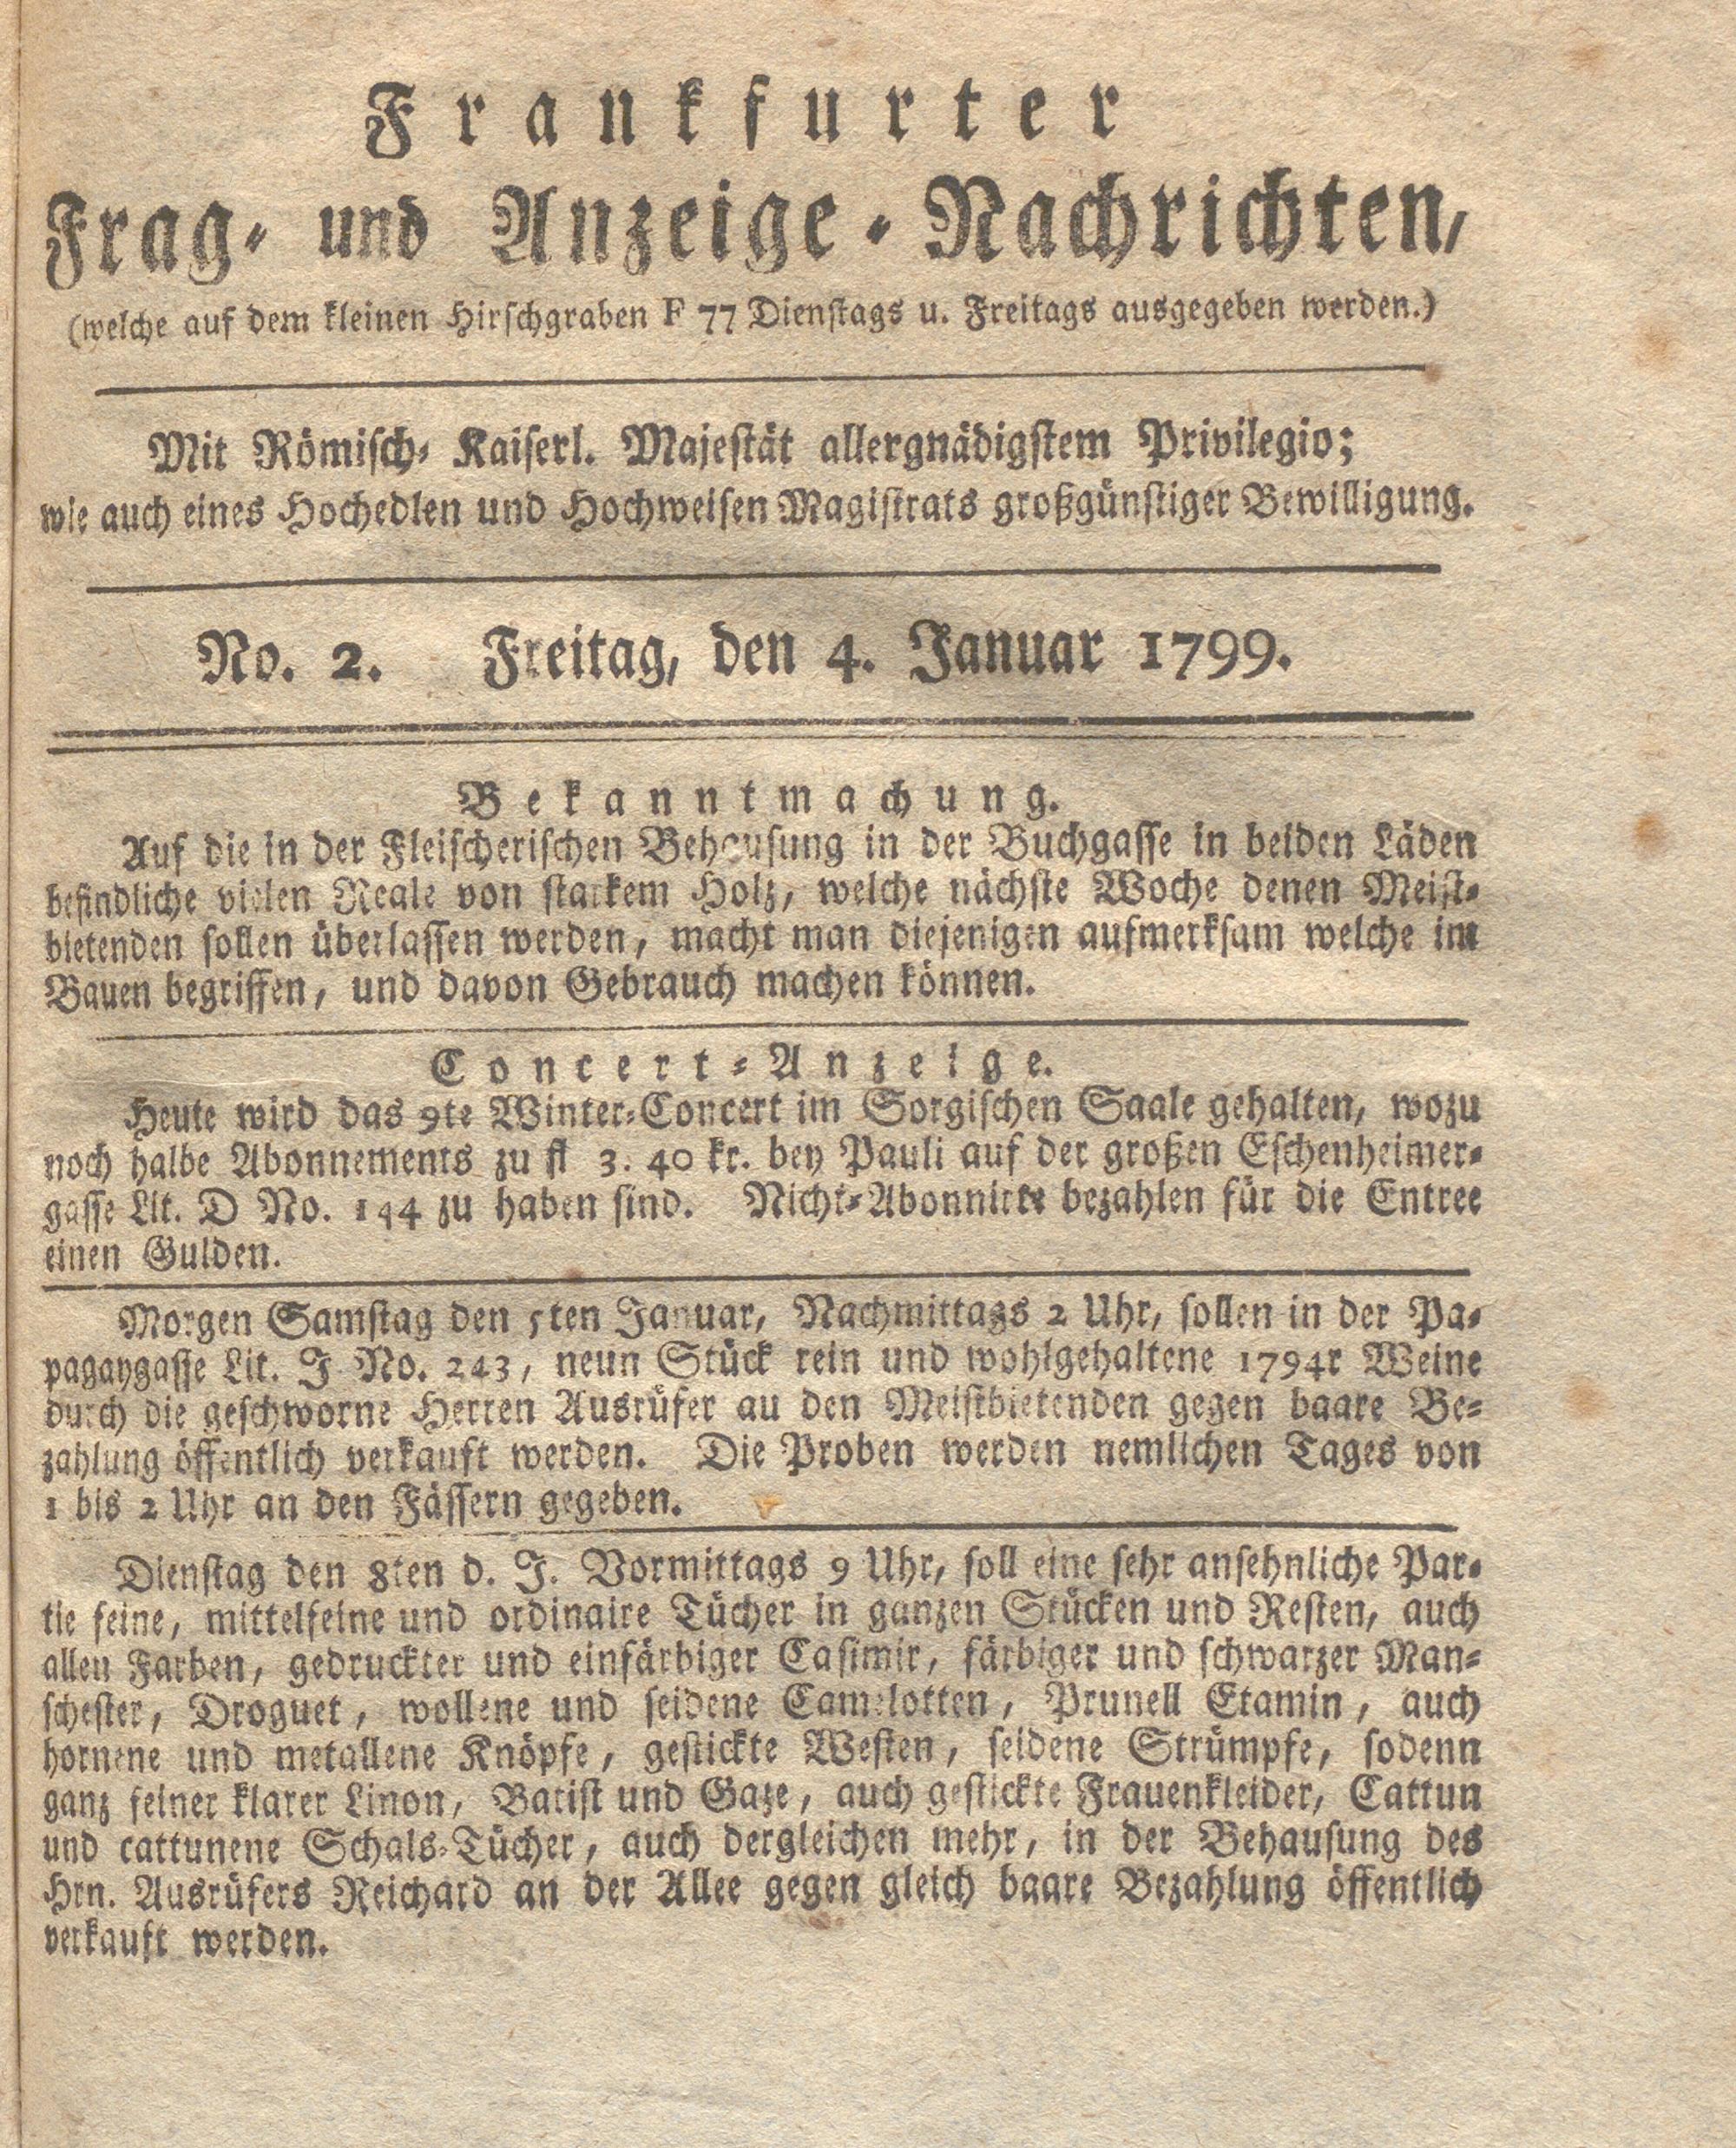 Frankfurter
Frag- und Anzeige-Nachrichten,
(welche auf dem kleinen Hirschgraben F 77 Dienstags u. Freitags ausgegeben werden.)
Mit Römisch- Kaiserl. Majestät allergnädigstem Privilegio;
wie auch eines Hochedlen und Hochweisen Magistrats großgünstiger Bewilligung.
No. 2. Freitag, den 4. Januar 1799.
Bekanntmachung.
Auf die in der Fleischerischen Behausung in der Buchgasse in beiden Läden
befindliche vielen Reale von starkem Holz, welche nächste Woche denen Meist-
bietenden sollen überlassen werden, macht man diejenigen aufmerksam welche im
Bauen begriffen, und davon Gebrauch machen können.
Concert-Anzeige.
Heute wird das 9te Winter-Concert im Sorgischen Saale gehalten, wozu
noch halbe Abonnements zu fl 3. 40 kr. bey Pauli auf der großen Eschenheimer-
gasse Lit. D No. 144 zu haben sind. Nicht-Abonnirte bezahlen für die Entree
einen Gulden.
Morgen Samstag den 5ten Januar, Nachmittags 2 Uhr, sollen in der Pa-
pagaygasse Lit. J No. 243, neun Stück rein und wohlgehaltene 1794r Weine
durch die geschworne Herren Ausrüfer au den Meistbietenden gegen baare Be-
zahlung öffentlich verkauft werden. Die Proben werden nemlichen Tages von
1 bis 2 Uhr an den Fässern gegeben.
Dienstag den 8ten d. J. Vormittags 9 Uhr, soll eine sehr ansehnliche Par-
tie feine, mittelfeine und ordinaire Tücher in ganzen Stücken und Resten, auch
allen Farben, gedruckter und einfärbiger Casimir, färbiger und schwarzer Man-
schester, Droguet, wollene und seidene Camelotten, Prunell Etamin, auch
hornene und metallene Knöpfe, gestickte Westen, seidene Strümpfe, sodenn
ganz feiner klarer Linon, Batist und Gaze, auch gestickte Frauenkleider, Cattun
und cattunene Schals-Tücher, auch dergleichen mehr, in der Behausung des
Hrn. Ausrüfers Reichard an der Allee gegen gleich baare Bezahlung öffentlich
verkauft werden.